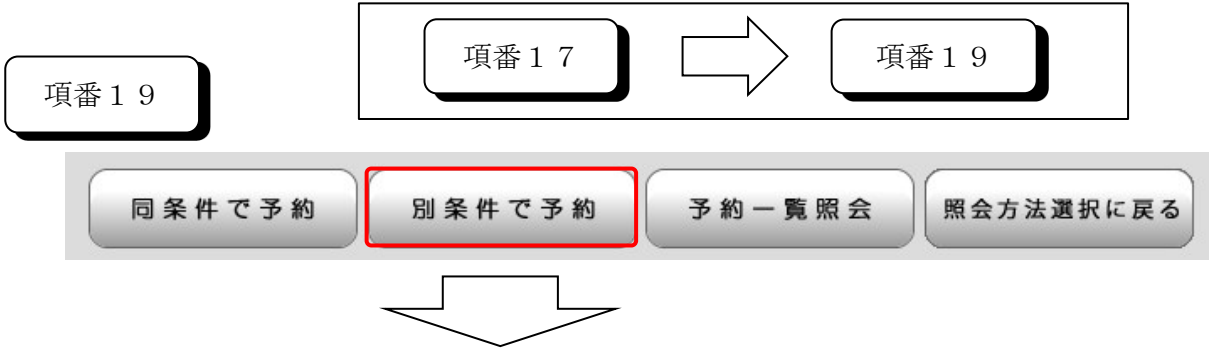 項番１７
項番１９
項番１９
同条件で予約
別条件で予約
予約一覧照会
照会方法選択に戻る